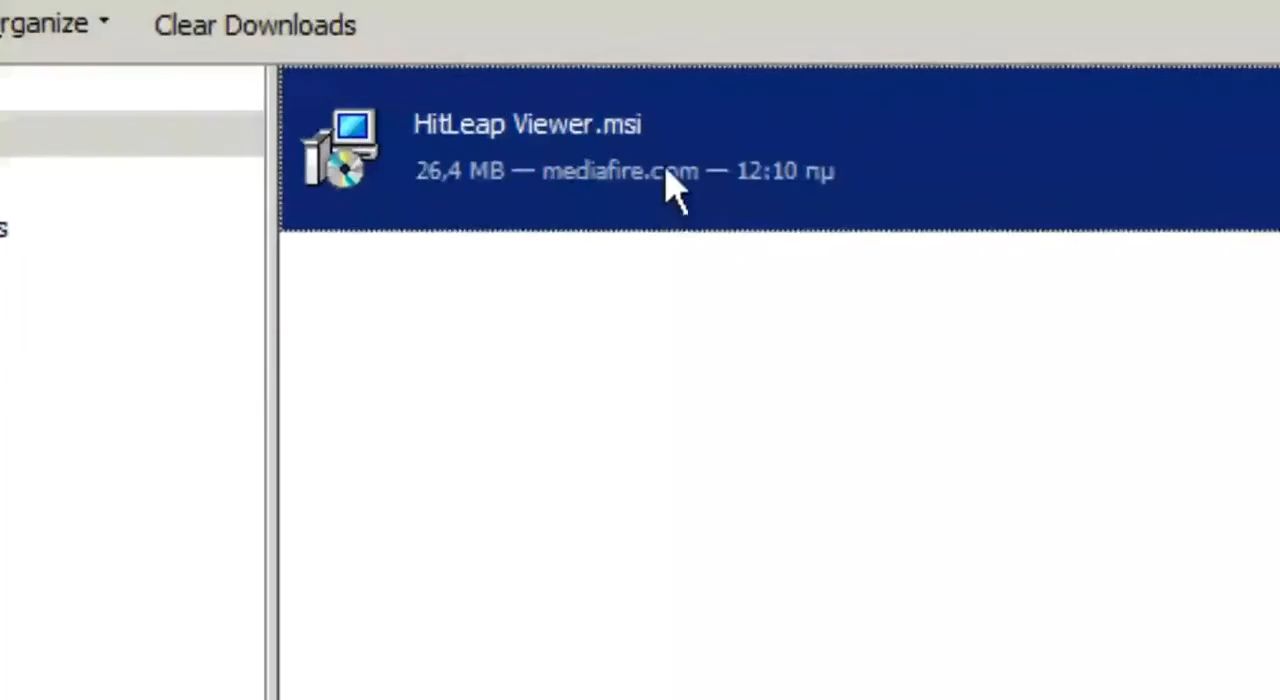 rganize
Clear Downloads
HitLeap Viewer.msi
26,4 MB — mediafire.com — 12:10 πμ
s